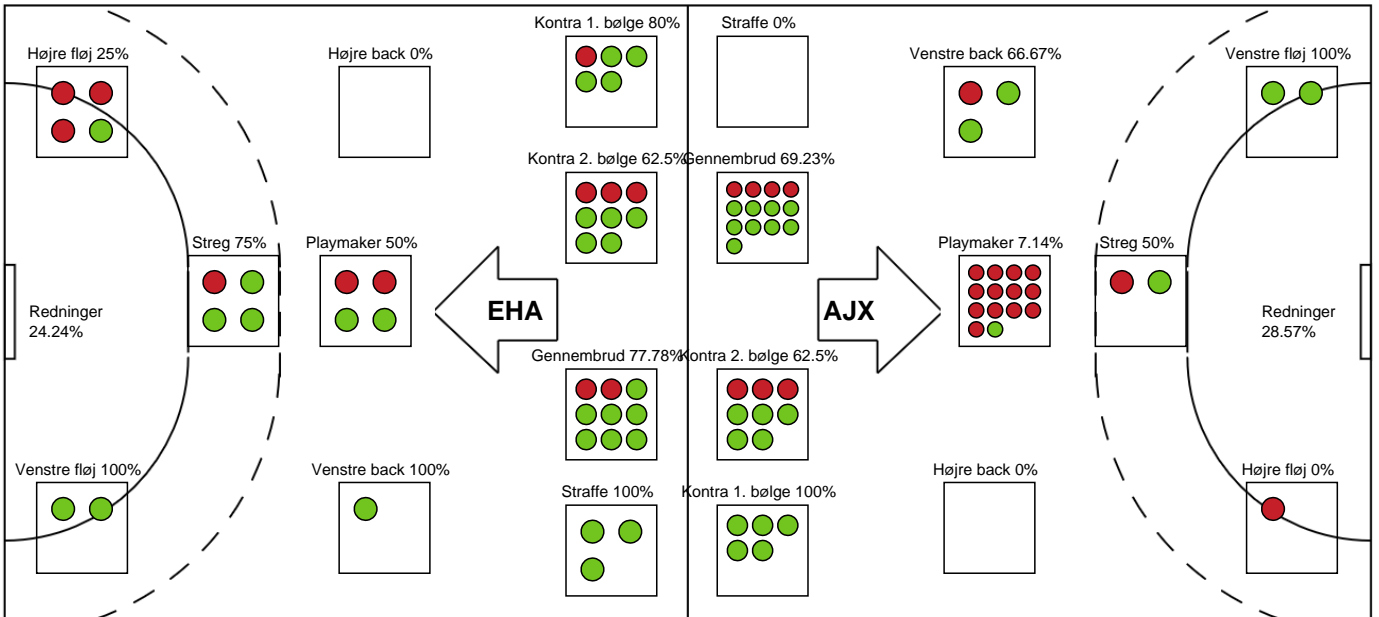 Kontra 1. bølge 80%
Straffe 0%
Højre fløj 25%
Højre back 0%
Venstre back 66.67%
Venstre fløj 100%
Kontra 2. bølge 62.5%
Gennembrud 69.23%
Streg 75%
Playmaker 50%
Playmaker 7.14%
Streg 50%
Redninger
24.24%
EHA
AJX
Redninger
28.57%
Gennembrud 77.78%
Kontra 2. bølge 62.5%
Venstre fløj 100%
Venstre back 100%
Højre back 0%
Højre fløj 0%
Straffe 100%
Kontra 1. bølge 100%